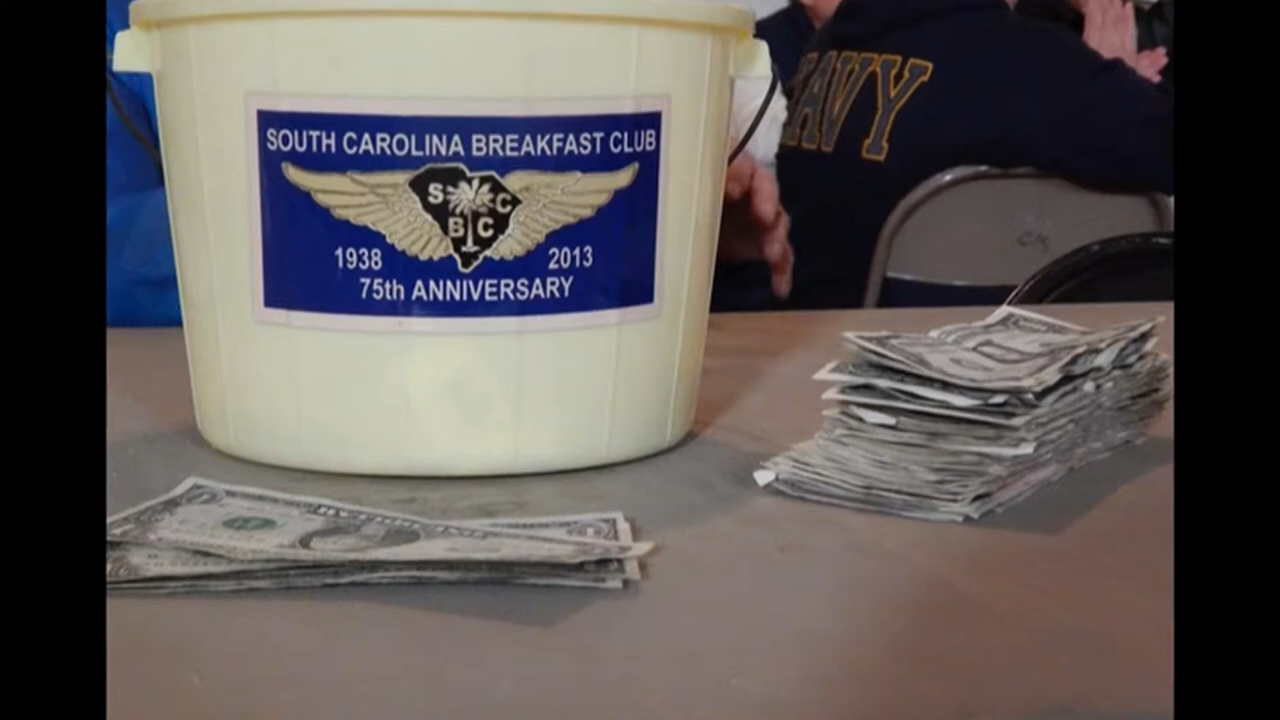 SOUTH CAROLINA BREAKFAST CLUB
S C
B C
1938 2013
75th ANNIVERSARY
NAVY